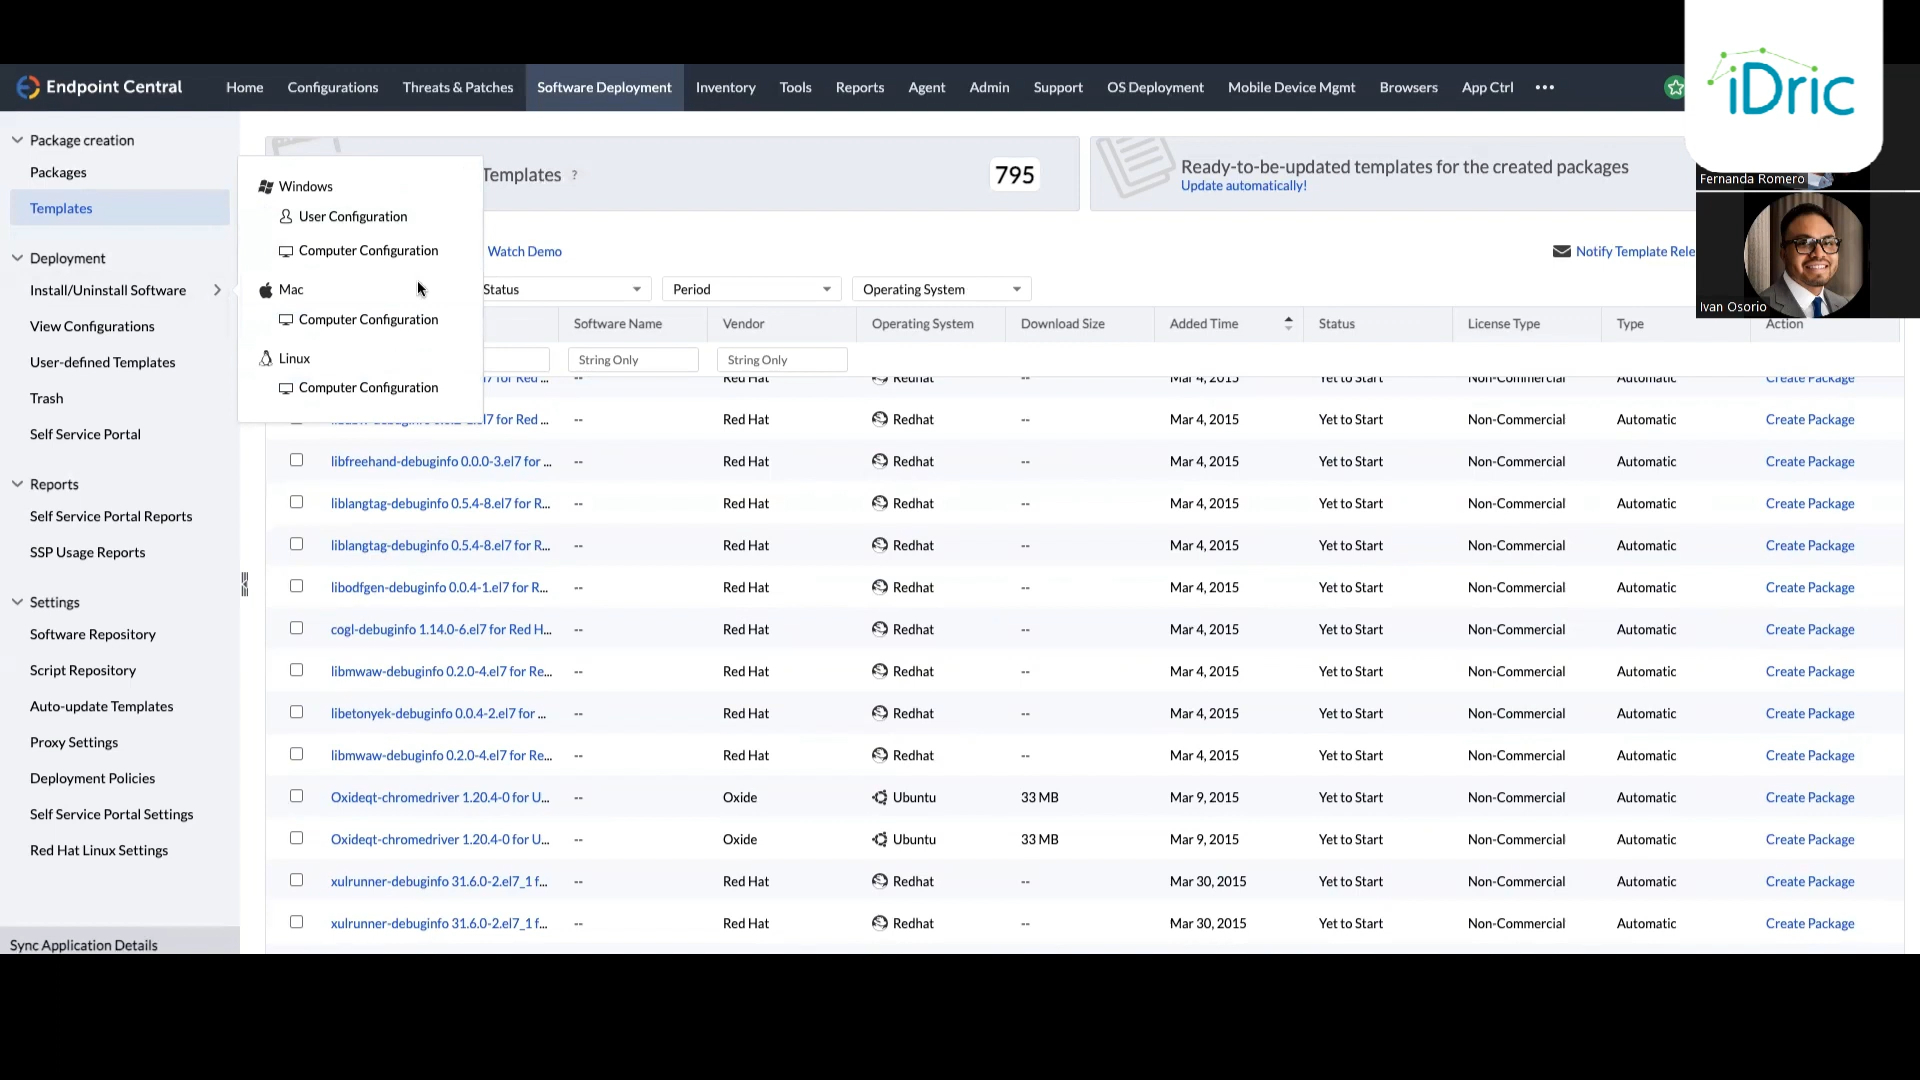 Endpoint Central
Home Configurations Threats & Patches Software Deployment Inventory Tools Reports Agent Admin Support OS Deployment Mobile Device Mgmt Browsers App Ctrl •••
iDric
Fernanda Romero
Ivan Osorio
Package creation
Packages
Templates
Deployment
Install/Uninstall Software
View Configurations
User-defined Templates
Trash
Self Service Portal
Reports
Self Service Portal Reports
SSP Usage Reports
Settings
Software Repository
Script Repository
Auto-update Templates
Proxy Settings
Deployment Policies
Self Service Portal Settings
Red Hat Linux Settings
Sync Application Details
Windows
User Configuration
Computer Configuration
Mac
Computer Configuration
Linux
Computer Configuration
Templates ? 795
Ready-to-be-updated templates for the created packages
Update automatically!
Watch Demo Notify Template Rele
Status Period Operating System
Software Name Vendor Operating System Download Size Added Time Status License Type Type Action
String Only String Only
-- Red Hat Redhat -- Mar 4, 2015 Yet to Start Non-Commercial Automatic Create Package
l7 for Red ... -- Red Hat Redhat -- Mar 4, 2015 Yet to Start Non-Commercial Automatic Create Package
libfreehand-debuginfo 0.0.0-3.el7 for ... -- Red Hat Redhat -- Mar 4, 2015 Yet to Start Non-Commercial Automatic Create Package
liblangtag-debuginfo 0.5.4-8.el7 for R... -- Red Hat Redhat -- Mar 4, 2015 Yet to Start Non-Commercial Automatic Create Package
liblangtag-debuginfo 0.5.4-8.el7 for R... -- Red Hat Redhat -- Mar 4, 2015 Yet to Start Non-Commercial Automatic Create Package
libodfgen-debuginfo 0.0.4-1.el7 for R... -- Red Hat Redhat -- Mar 4, 2015 Yet to Start Non-Commercial Automatic Create Package
cogl-debuginfo 1.14.0-6.el7 for Red H... -- Red Hat Redhat -- Mar 4, 2015 Yet to Start Non-Commercial Automatic Create Package
libmwaw-debuginfo 0.2.0-4.el7 for Re... -- Red Hat Redhat -- Mar 4, 2015 Yet to Start Non-Commercial Automatic Create Package
libetonyek-debuginfo 0.0.4-2.el7 for ... -- Red Hat Redhat -- Mar 4, 2015 Yet to Start Non-Commercial Automatic Create Package
libmwaw-debuginfo 0.2.0-4.el7 for Re... -- Red Hat Redhat -- Mar 4, 2015 Yet to Start Non-Commercial Automatic Create Package
Oxideqt-chromedriver 1.20.4-0 for U... -- Oxide Ubuntu 33 MB Mar 9, 2015 Yet to Start Non-Commercial Automatic Create Package
Oxideqt-chromedriver 1.20.4-0 for U... -- Oxide Ubuntu 33 MB Mar 9, 2015 Yet to Start Non-Commercial Automatic Create Package
xulrunner-debuginfo 31.6.0-2.el7_1 f... -- Red Hat Redhat -- Mar 30, 2015 Yet to Start Non-Commercial Automatic Create Package
xulrunner-debuginfo 31.6.0-2.el7_1 f... -- Red Hat Redhat -- Mar 30, 2015 Yet to Start Non-Commercial Automatic Create Package